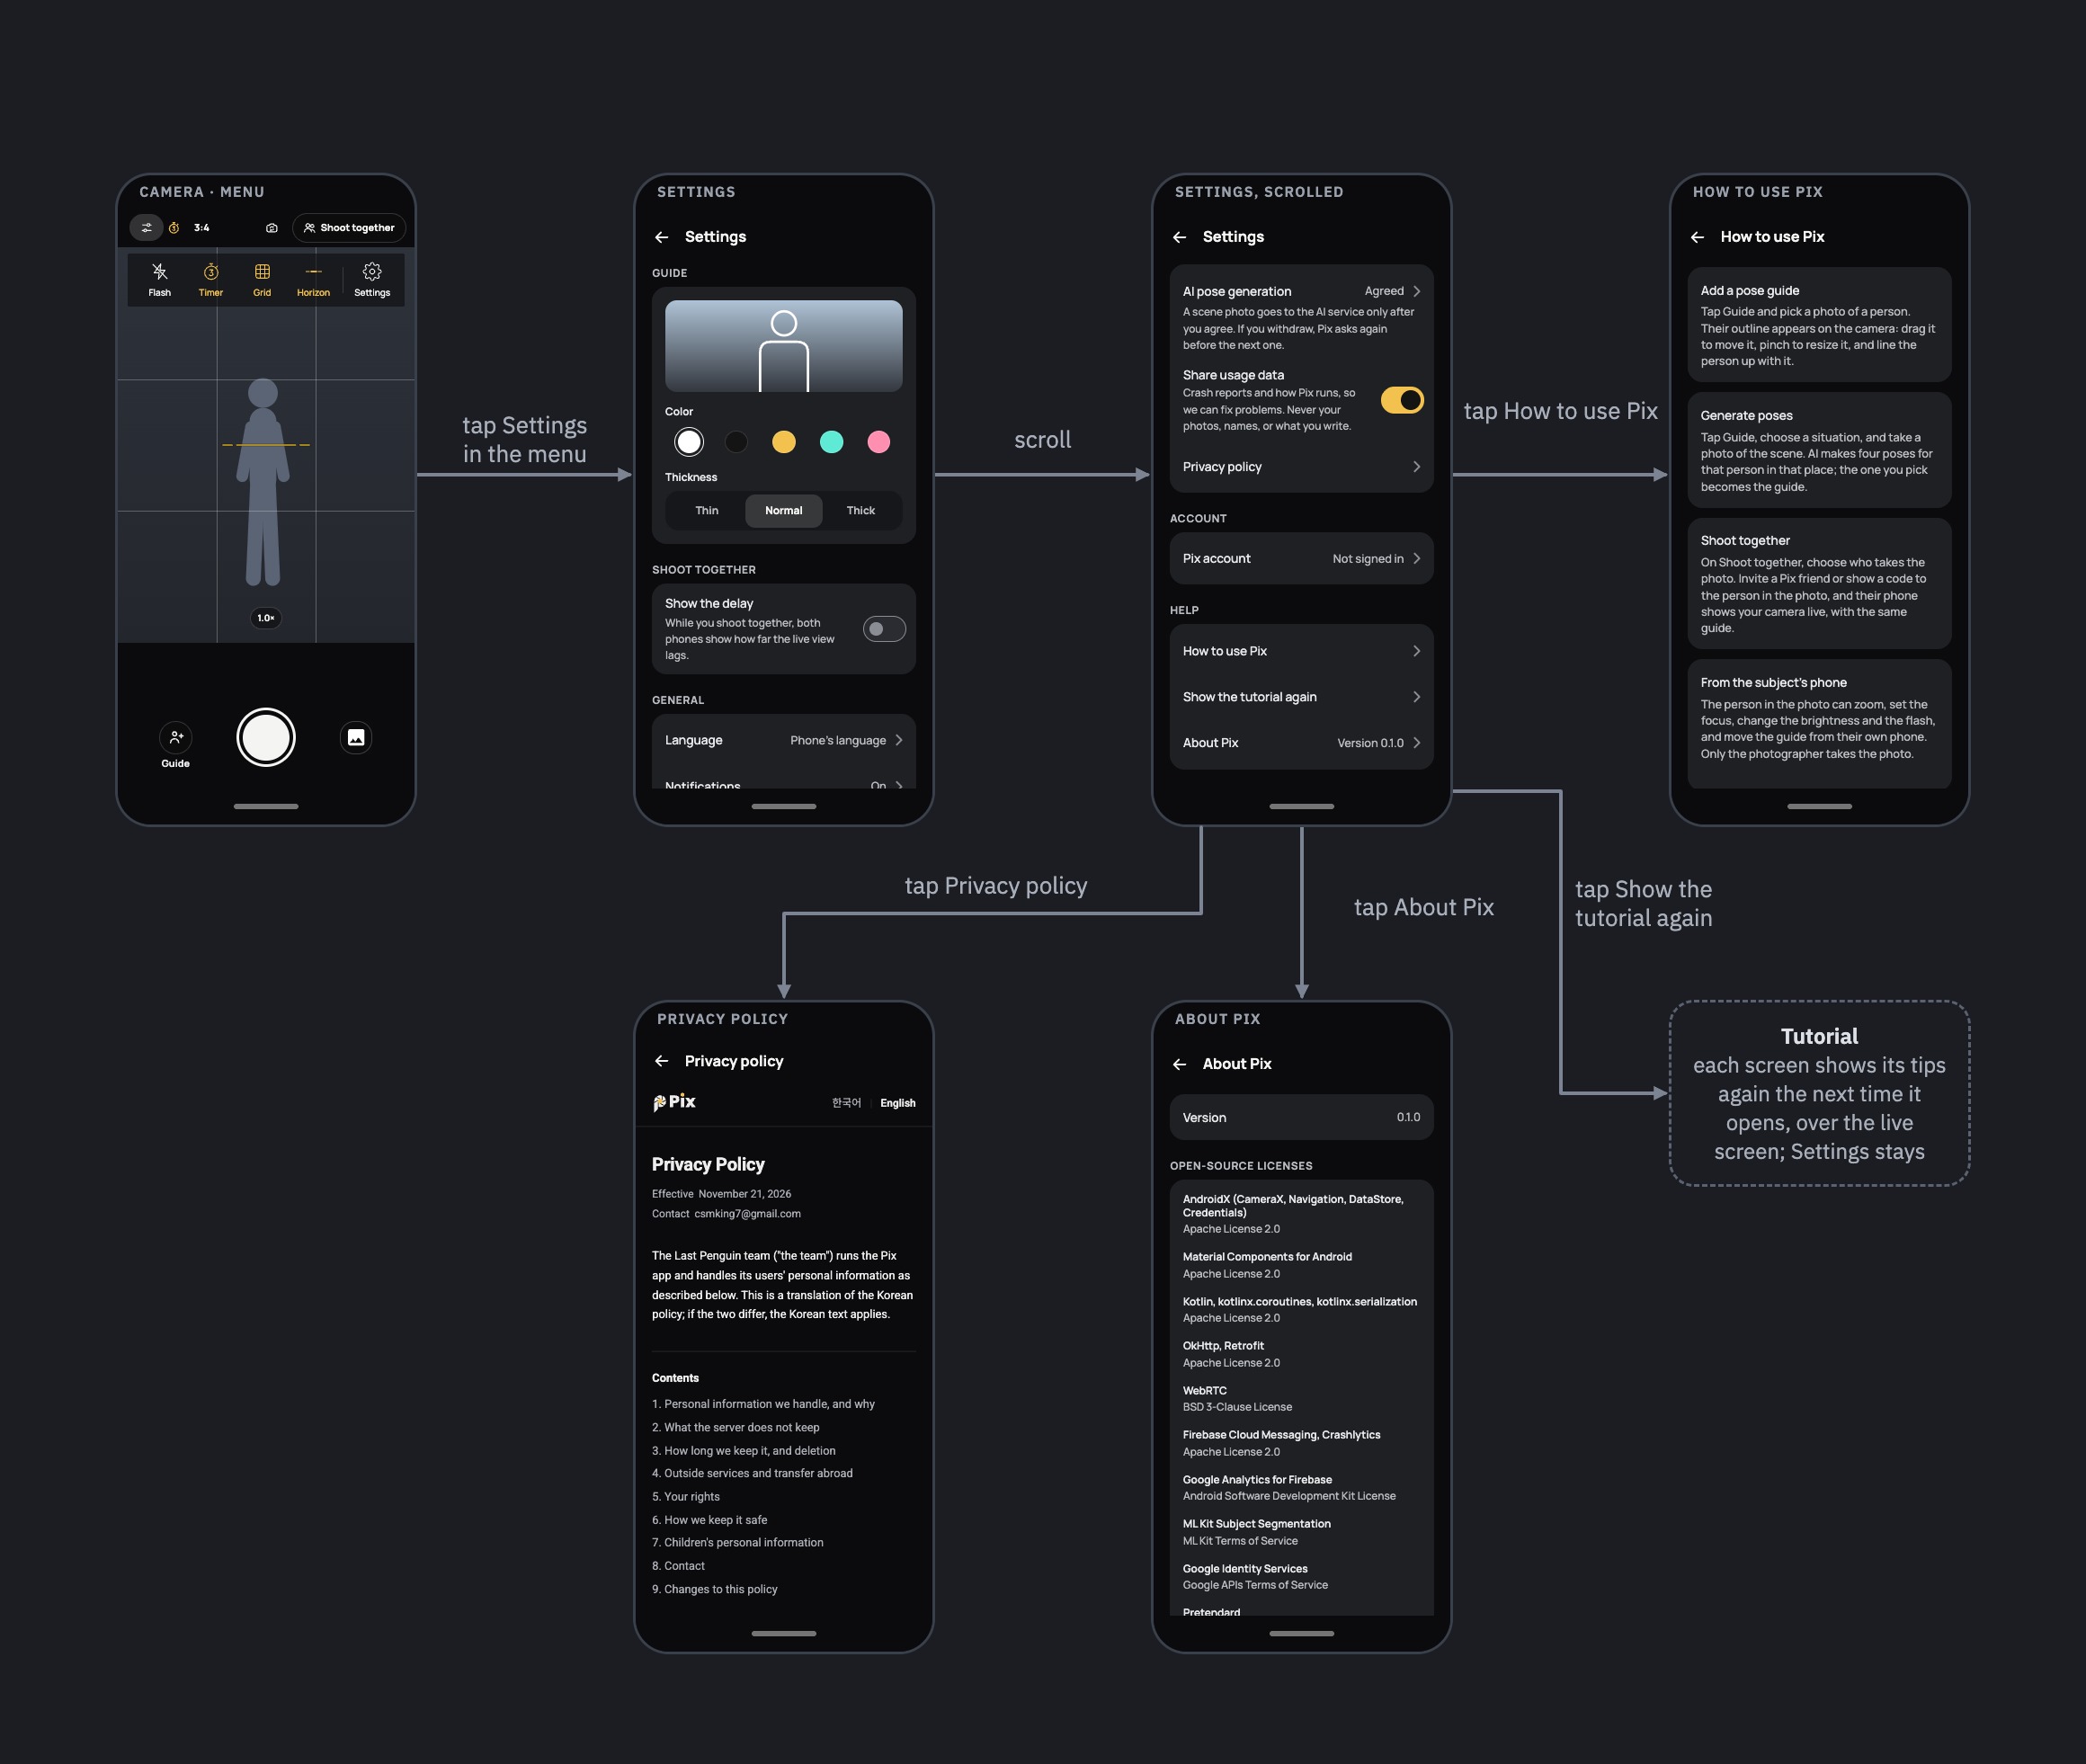 CAMERA · MENU
3
3:4
Shoot together
Flash
3
Timer
Grid
Horizon
Settings
1.0×
Guide
tap Settings
in the menu
SETTINGS
Settings
GUIDE
Color
Thickness
Thin
Normal
Thick
SHOOT TOGETHER
Show the delay
While you shoot together, both
phones show how far the live view
lags.
GENERAL
Language
Phone's language
Notifications
On
scroll
SETTINGS, SCROLLED
Settings
AI pose generation
Agreed
A scene photo goes to the AI service only after
you agree. If you withdraw, Pix asks again
before the next one.
Share usage data
Crash reports and how Pix runs, so
we can fix problems. Never your
photos, names, or what you write.
Privacy policy
ACCOUNT
Pix account
Not signed in
HELP
How to use Pix
Show the tutorial again
About Pix
Version 0.1.0
tap How to use Pix
HOW TO USE PIX
How to use Pix
Add a pose guide
Tap Guide and pick a photo of a person.
Their outline appears on the camera: drag it
to move it, pinch to resize it, and line the
person up with it.
Generate poses
Tap Guide, choose a situation, and take a
photo of the scene. AI makes four poses for
that person in that place; the one you pick
becomes the guide.
Shoot together
On Shoot together, choose who takes the
photo. Invite a Pix friend or show a code to
the person in the photo, and their phone
shows your camera live, with the same
guide.
From the subject's phone
The person in the photo can zoom, set the
focus, change the brightness and the flash,
and move the guide from their own phone.
Only the photographer takes the photo.
tap Privacy policy
tap About Pix
tap Show the
tutorial again
PRIVACY POLICY
Privacy policy
Pix
한국어
English
Privacy Policy
Effective November 21, 2026
Contact csmking7@gmail.com
The Last Penguin team ("the team") runs the Pix
app and handles its users' personal information as
described below. This is a translation of the Korean
policy; if the two differ, the Korean text applies.
Contents
1. Personal information we handle, and why
2. What the server does not keep
3. How long we keep it, and deletion
4. Outside services and transfer abroad
5. Your rights
6. How we keep it safe
7. Children's personal information
8. Contact
9. Changes to this policy
ABOUT PIX
About Pix
Version
0.1.0
OPEN-SOURCE LICENSES
AndroidX (CameraX, Navigation, DataStore,
Credentials)
Apache License 2.0
Material Components for Android
Apache License 2.0
Kotlin, kotlinx.coroutines, kotlinx.serialization
Apache License 2.0
OkHttp, Retrofit
Apache License 2.0
WebRTC
BSD 3-Clause License
Firebase Cloud Messaging, Crashlytics
Apache License 2.0
Google Analytics for Firebase
Android Software Development Kit License
ML Kit Subject Segmentation
ML Kit Terms of Service
Google Identity Services
Google APIs Terms of Service
Pretendard
Tutorial
each screen shows its tips
again the next time it
opens, over the live
screen; Settings stays